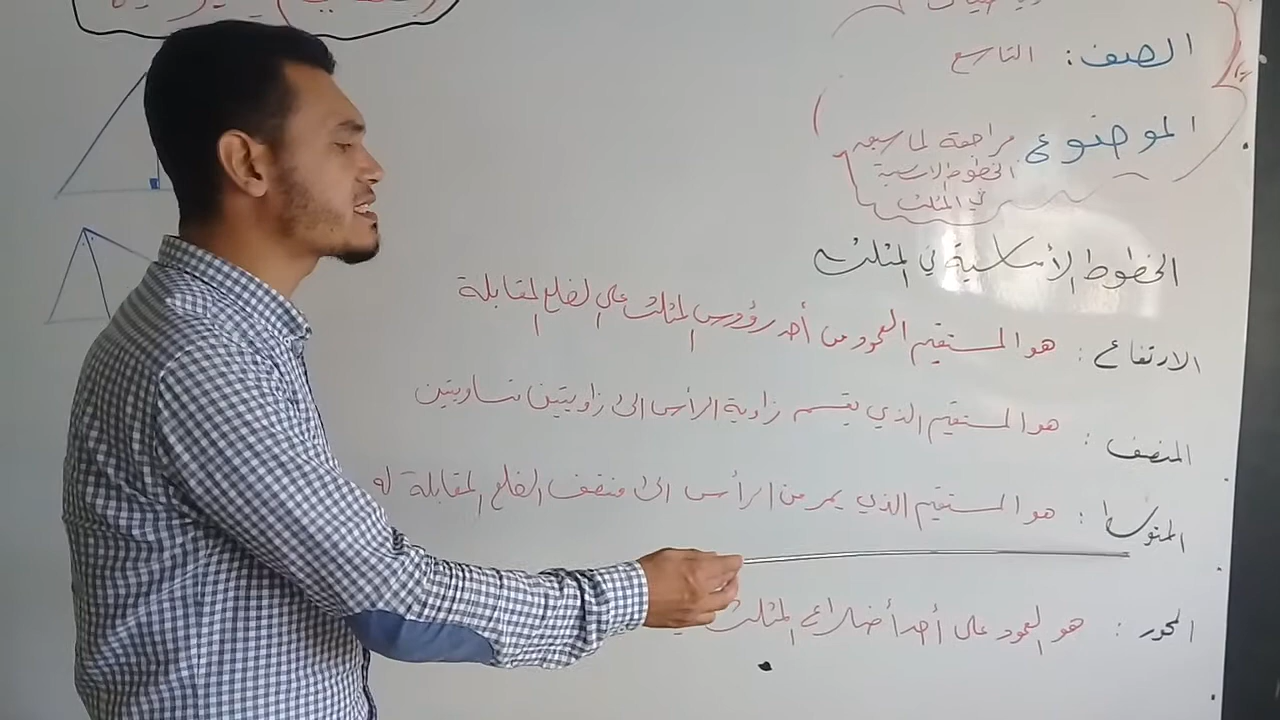 الصف: التاسع
الموضوع
مراجعة لما سبق
الخطوط الاساسية
في المثلث
الخطوط الأساسية في المثلث
الارتفاع: هو المستقيم العمود من أحد رؤوس المثلث على لضلع المقابلة
المنصف: هو المستقيم الذي يقسم زاوية الرأس الى زاويتين متساويتين
المتوسط: هو المستقيم الذي يمر من الرأس الى منتصف الضلع المقابلة له
المحور: هو العمود على أحد أضلاع المثلث